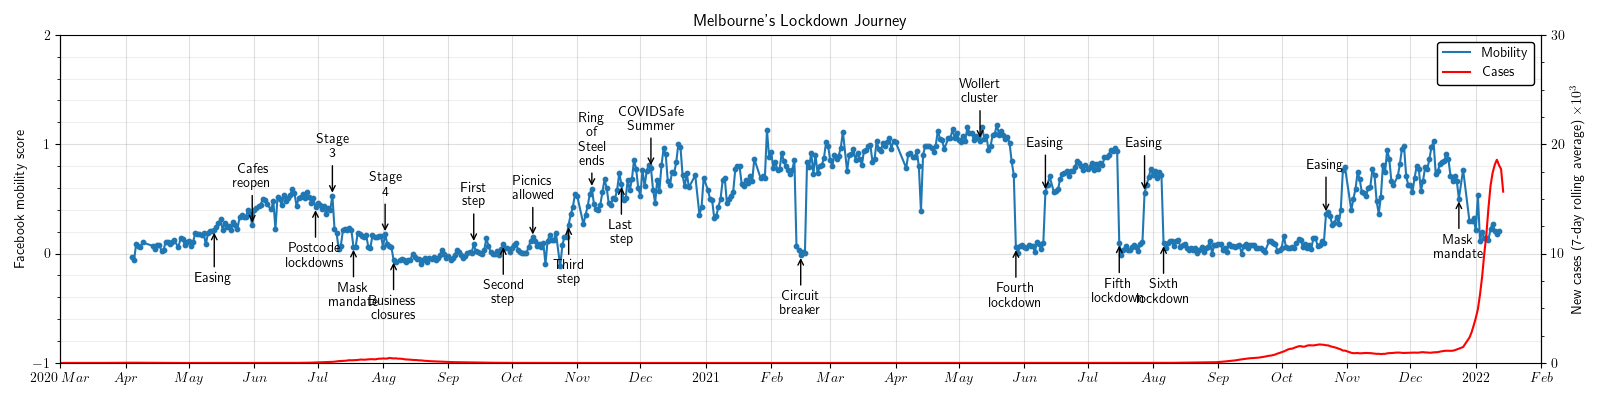 Melbourne's Lockdown Journey
Facebook mobility score
2
1
0
−1
New cases (7-day rolling average) ×10³
30
20
10
0
Mobility
Cases
Easing
Cafes
reopen
Postcode
lockdowns
Stage
3
Mask
mandate
Stage
4
Business
closures
First
step
Second
step
Picnics
allowed
Third
step
Ring
of
Steel
ends
Last
step
COVIDSafe
Summer
Circuit
breaker
Wollert
cluster
Fourth
lockdown
Easing
Fifth
lockdown
Easing
Sixth
lockdown
Easing
Mask
mandate
2020 Mar Apr May Jun Jul Aug Sep Oct Nov Dec 2021 Feb Mar Apr May Jun Jul Aug Sep Oct Nov Dec 2022 Feb